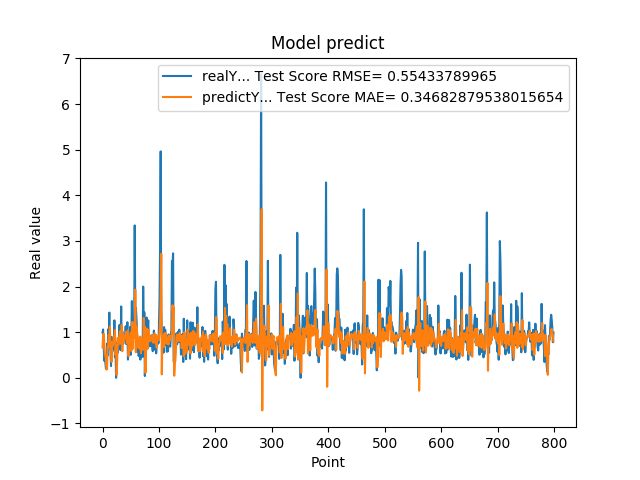 Model predict
realY... Test Score RMSE= 0.55433789965
predictY... Test Score MAE= 0.34682879538015654
Real value
7
6
5
4
3
2
1
0
−1
0 100 200 300 400 500 600 700 800
Point